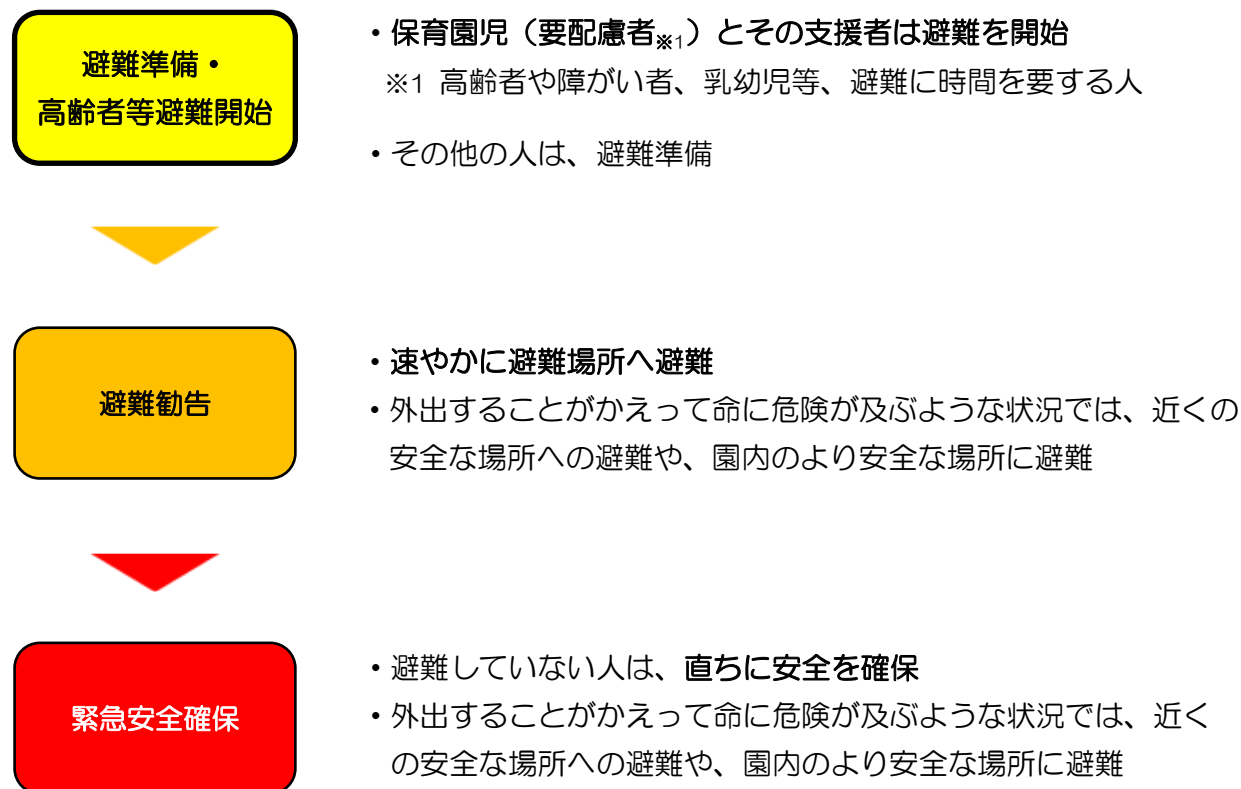 避難準備・
高齢者等避難開始
・保育園児（要配慮者※1）とその支援者は避難を開始
※1 高齢者や障がい者、乳幼児等、避難に時間を要する人
・その他の人は、避難準備
避難勧告
・速やかに避難場所へ避難
・外出することがかえって命に危険が及ぶような状況では、近くの
安全な場所への避難や、園内のより安全な場所に避難
緊急安全確保
・避難していない人は、直ちに安全を確保
・外出することがかえって命に危険が及ぶような状況では、近く
の安全な場所への避難や、園内のより安全な場所に避難